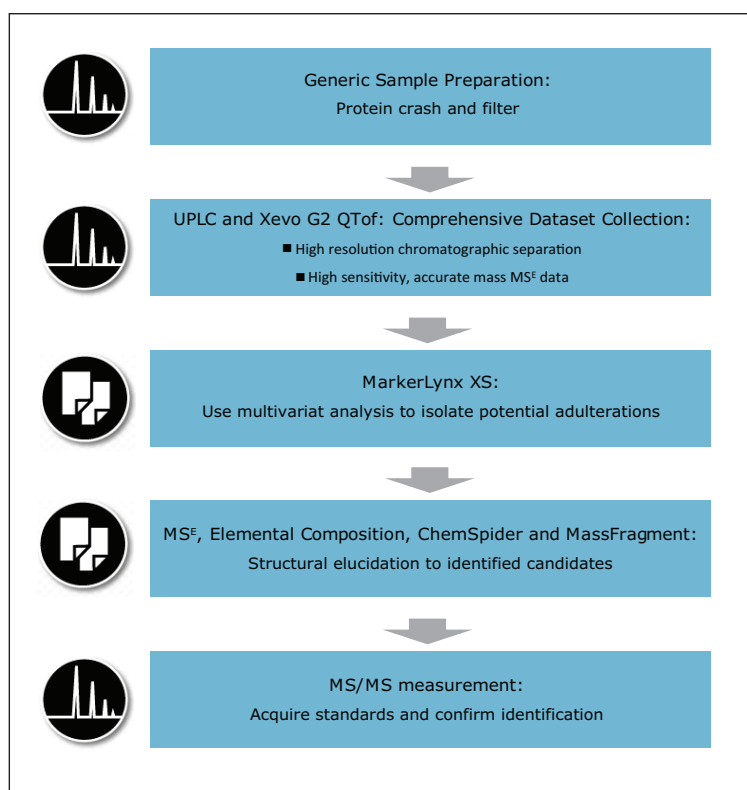 Generic Sample Preparation:
Protein crash and filter
UPLC and Xevo G2 QTof: Comprehensive Dataset Collection:
■ High resolution chromatographic separation
■ High sensitivity, accurate mass MSᴱ data
MarkerLynx XS:
Use multivariat analysis to isolate potential adulterations
MSᴱ, Elemental Composition, ChemSpider and MassFragment:
Structural elucidation to identified candidates
MS/MS measurement:
Acquire standards and confirm identification